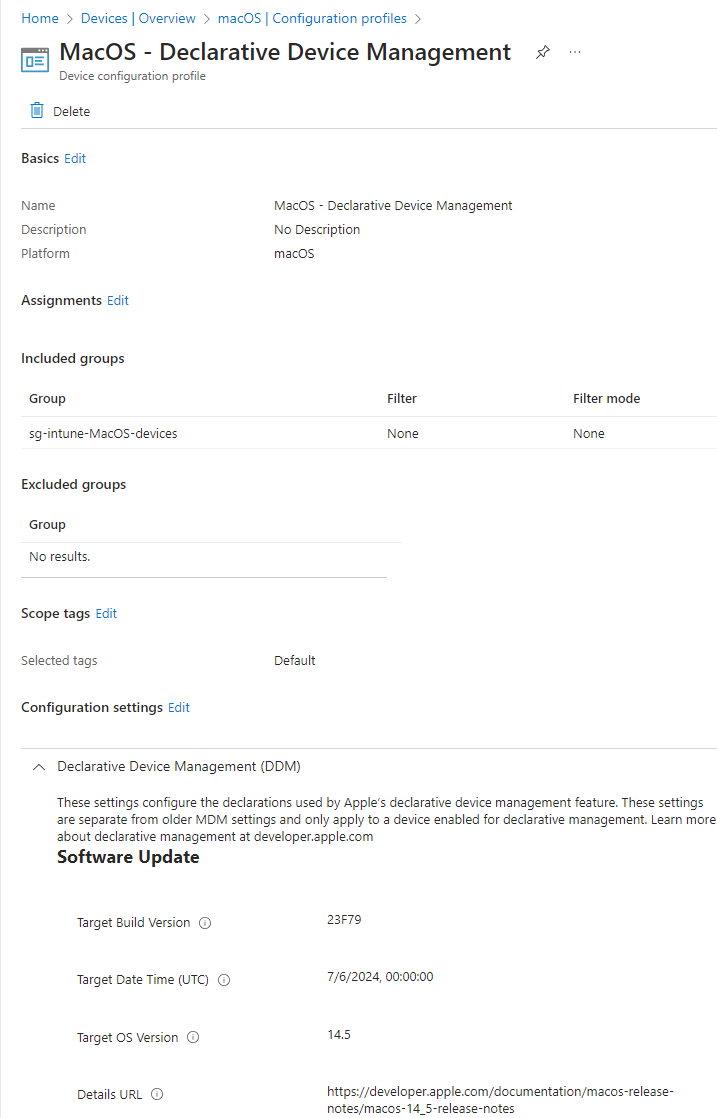 Home > Devices | Overview > macOS | Configuration profiles >
MacOS - Declarative Device Management
Device configuration profile
Delete
Basics Edit
Name MacOS - Declarative Device Management
Description No Description
Platform macOS
Assignments Edit
Included groups
Group Filter Filter mode
sg-intune-MacOS-devices None None
Excluded groups
Group
No results.
Scope tags Edit
Selected tags Default
Configuration settings Edit
Declarative Device Management (DDM)
These settings configure the declarations used by Apple's declarative device management feature. These settings
are separate from older MDM settings and only apply to a device enabled for declarative management. Learn more
about declarative management at developer.apple.com
Software Update
Target Build Version 23F79
Target Date Time (UTC) 7/6/2024, 00:00:00
Target OS Version 14.5
Details URL https://developer.apple.com/documentation/macos-release-
notes/macos-14_5-release-notes